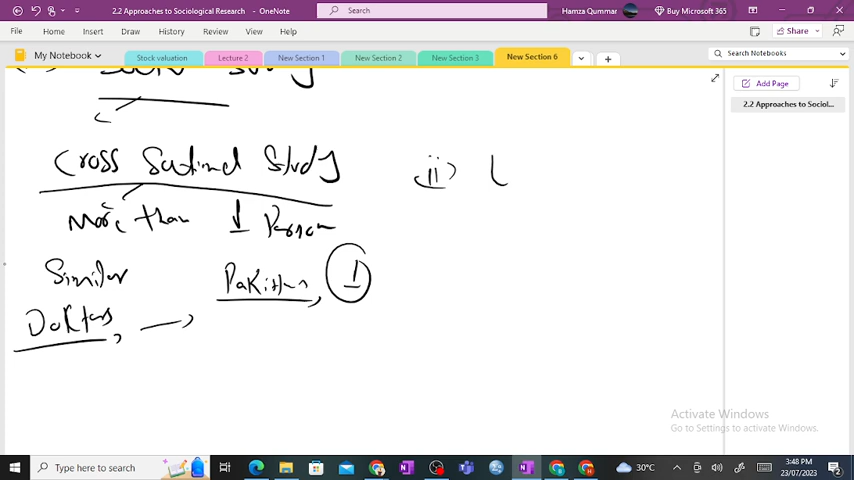 2.2 Approaches to Sociological Research - OneNote
Search
Hamza Qummar
Buy Microsoft 365
File Home Insert Draw History Review View Help
Share
My Notebook
Stock valuation
Lecture 2
New Section 1
New Section 2
New Section 3
New Section 6
Search Notebooks
Add Page
2.2 Approaches to Sociol...
Study
Cross Sectional Study
ii) L
More than 1 Person
Similar Pakistan, 1
Doktors,
Activate Windows
Go to Settings to activate Windows.
Type here to search
30°C
3:48 PM
23/07/2023
2